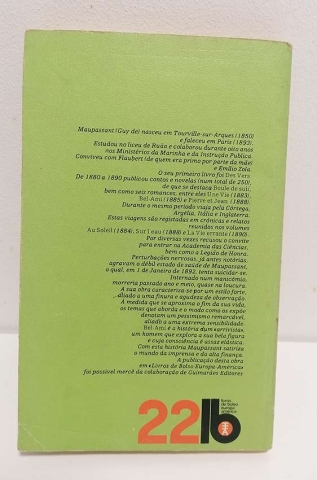 Maupassant (Guy de) nasceu em Tourville-sur-Arques (1850)
e faleceu em Paris (1893).
Estudou no liceu de Ruão e colaborou durante oito anos
nos Ministérios da Marinha e da Instrução Pública.
Conviveu com Flaubert (de quem era primo por parte da mãe)
e Emílio Zola.
O seu primeiro livro foi Des Vers.
De 1880 a 1890 publicou contos e novelas (num total de 250),
de que se destaca Boule de suif,
bem como seis romances, entre eles Une Vie (1883),
Bel-Ami (1885) e Pierre et Jean (1888).
Durante o mesmo período viaja pela Córsega,
Argélia, Itália e Inglaterra.
Estas viagens são registadas em crónicas e relatos
reunidos nos volumes
Au Soleil (1884), Sur l'eau (1888) e La Vie errante (1890).
Por diversas vezes recusou o convite
para entrar na Academia das Ciências,
bem como a Legião de Honra.
Perturbações nervosas, já antes notórias,
agravam o débil estado de saúde de Maupassant,
o qual, em 1 de Janeiro de 1892, tenta suicidar-se.
Internado num manicómio,
morreria passado ano e meio, quase na loucura.
A sua obra caracteriza-se por um estilo forte,
aliado a uma finura e agudeza de observação.
À medida que se aproxima o fim da sua vida,
os temas que aborda e o modo como os expõe
denotam um pessimismo remarcável,
aliado a uma extrema sensibilidade.
Bel Ami é a história dum «arrivista»,
um homem que explora a sua bela figura
e cuja consciência é assaz elástica.
Com esta história Maupassant satiriza
o mundo da imprensa e da alta finança.
A publicação desta obra
em «Livros de Bolso Europa-América»
foi possível mercê da colaboração de Guimarães Editores
22 lb
livros
de bolso
europa
américa